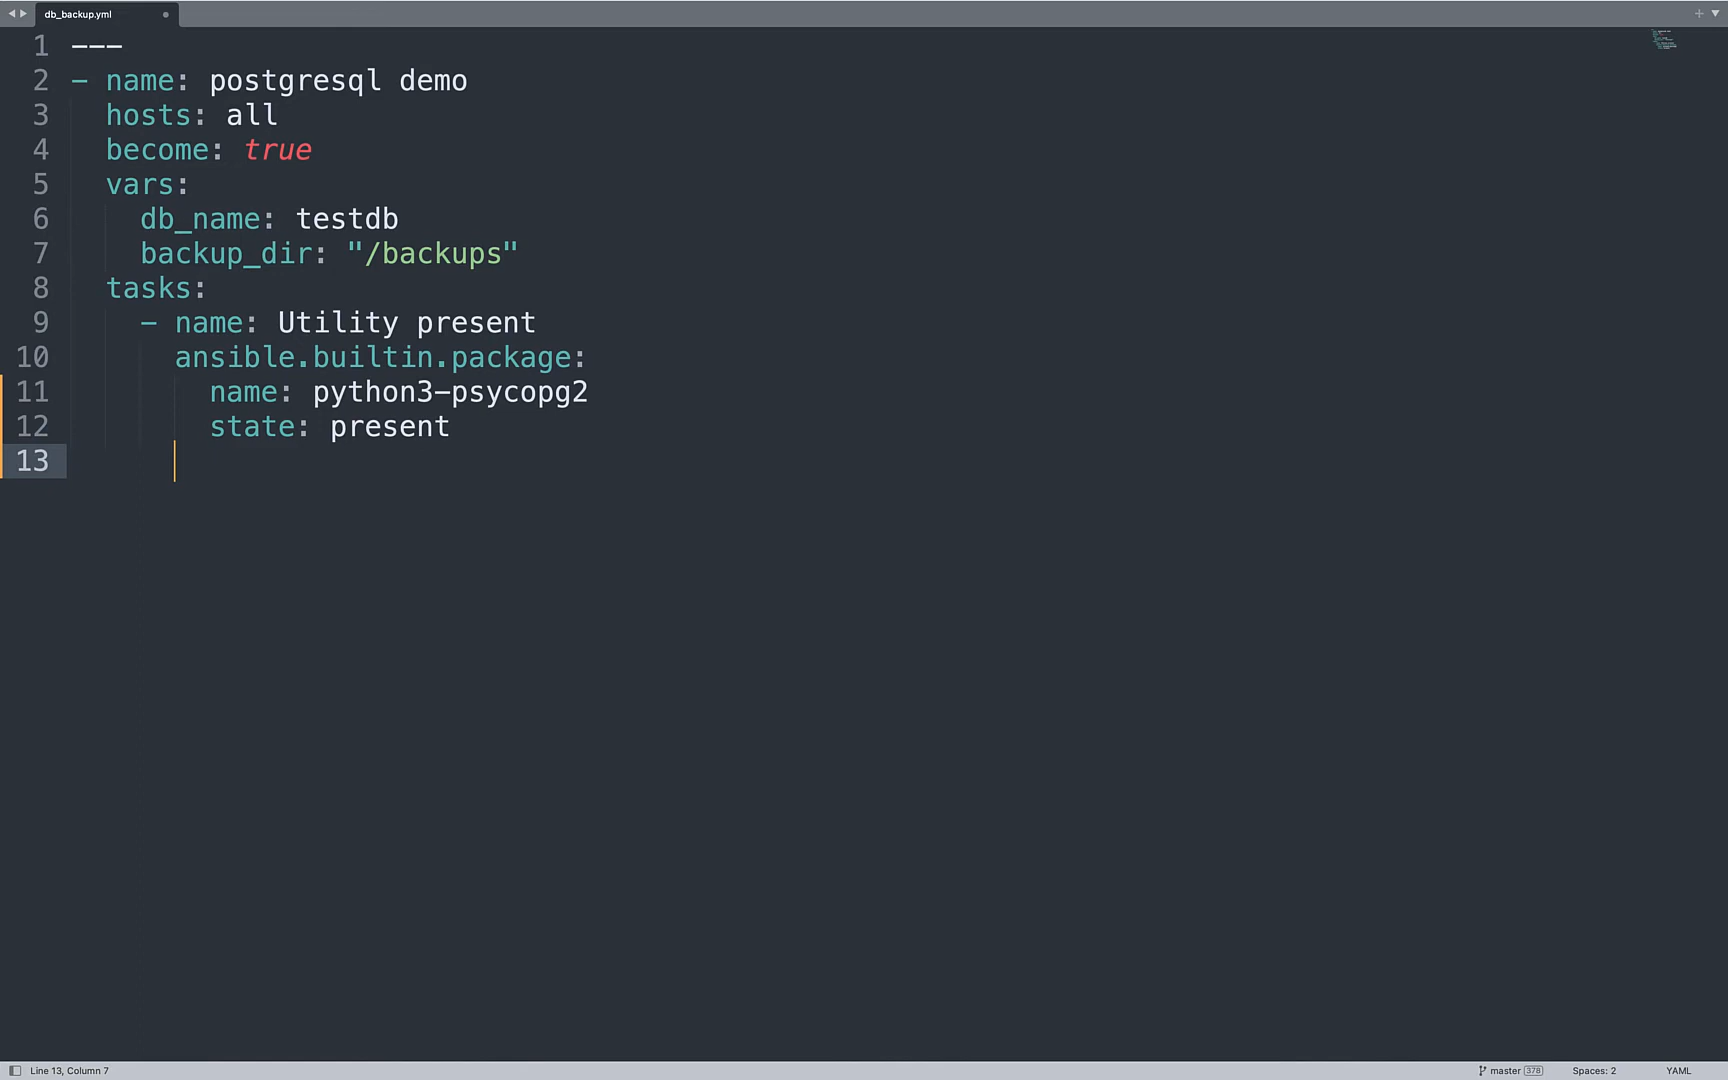 db_backup.yml
1 ---
2 - name: postgresql demo
3 hosts: all
4 become: true
5 vars:
6 db_name: testdb
7 backup_dir: "/backups"
8 tasks:
9 - name: Utility present
10 ansible.builtin.package:
11 name: python3-psycopg2
12 state: present
13
Line 13, Column 7 master 378 Spaces: 2 YAML